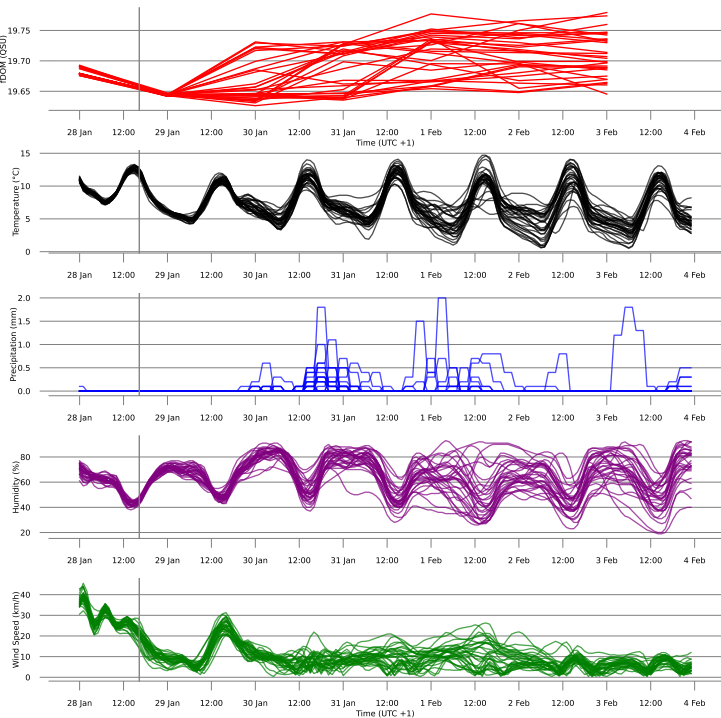 fDOM (QSU)
19.75
19.70
19.65
28 Jan 12:00 29 Jan 12:00 30 Jan 12:00 31 Jan 12:00 1 Feb 12:00 2 Feb 12:00 3 Feb 12:00 4 Feb
Time (UTC +1)
Temperature (°C)
15
10
5
0
28 Jan 12:00 29 Jan 12:00 30 Jan 12:00 31 Jan 12:00 1 Feb 12:00 2 Feb 12:00 3 Feb 12:00 4 Feb
Precipitation (mm)
2.0
1.5
1.0
0.5
0.0
28 Jan 12:00 29 Jan 12:00 30 Jan 12:00 31 Jan 12:00 1 Feb 12:00 2 Feb 12:00 3 Feb 12:00 4 Feb
Humidity (%)
80
60
40
20
28 Jan 12:00 29 Jan 12:00 30 Jan 12:00 31 Jan 12:00 1 Feb 12:00 2 Feb 12:00 3 Feb 12:00 4 Feb
Wind Speed (km/h)
40
30
20
10
0
28 Jan 12:00 29 Jan 12:00 30 Jan 12:00 31 Jan 12:00 1 Feb 12:00 2 Feb 12:00 3 Feb 12:00 4 Feb
Time (UTC +1)